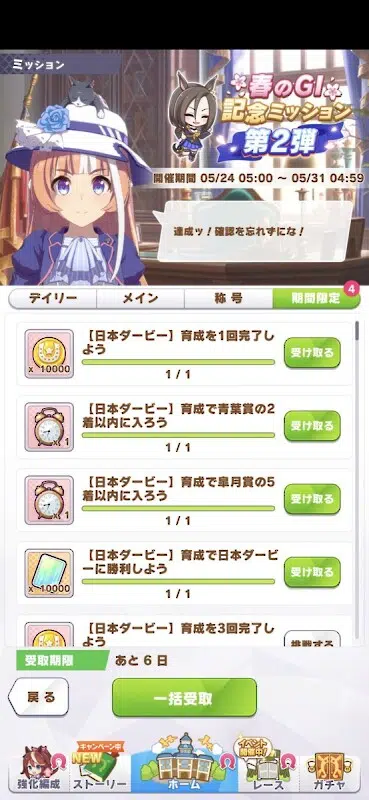 ミッション
春のGI
記念ミッション
第2弾
開催期間 05/24 05:00 ～ 05/31 04:59
達成ッ！確認を忘れずにな！
デイリー
メイン
称号
期間限定
4
【日本ダービー】育成を1回完了し
よう
x 10000
1 / 1
受け取る
【日本ダービー】育成で青葉賞の2
着以内に入ろう
x 1
1 / 1
受け取る
【日本ダービー】育成で皐月賞の5
着以内に入ろう
x 1
1 / 1
受け取る
【日本ダービー】育成で日本ダービ
ーに勝利しよう
x 10000
1 / 1
受け取る
【日本ダービー】育成を3回完了し
よう
挑戦する
受取期限
あと 6 日
戻る
一括受取
強化編成
キャンペーン中
NEW
ストーリー
ホーム
イベント
開催中！
レース
ガチャ